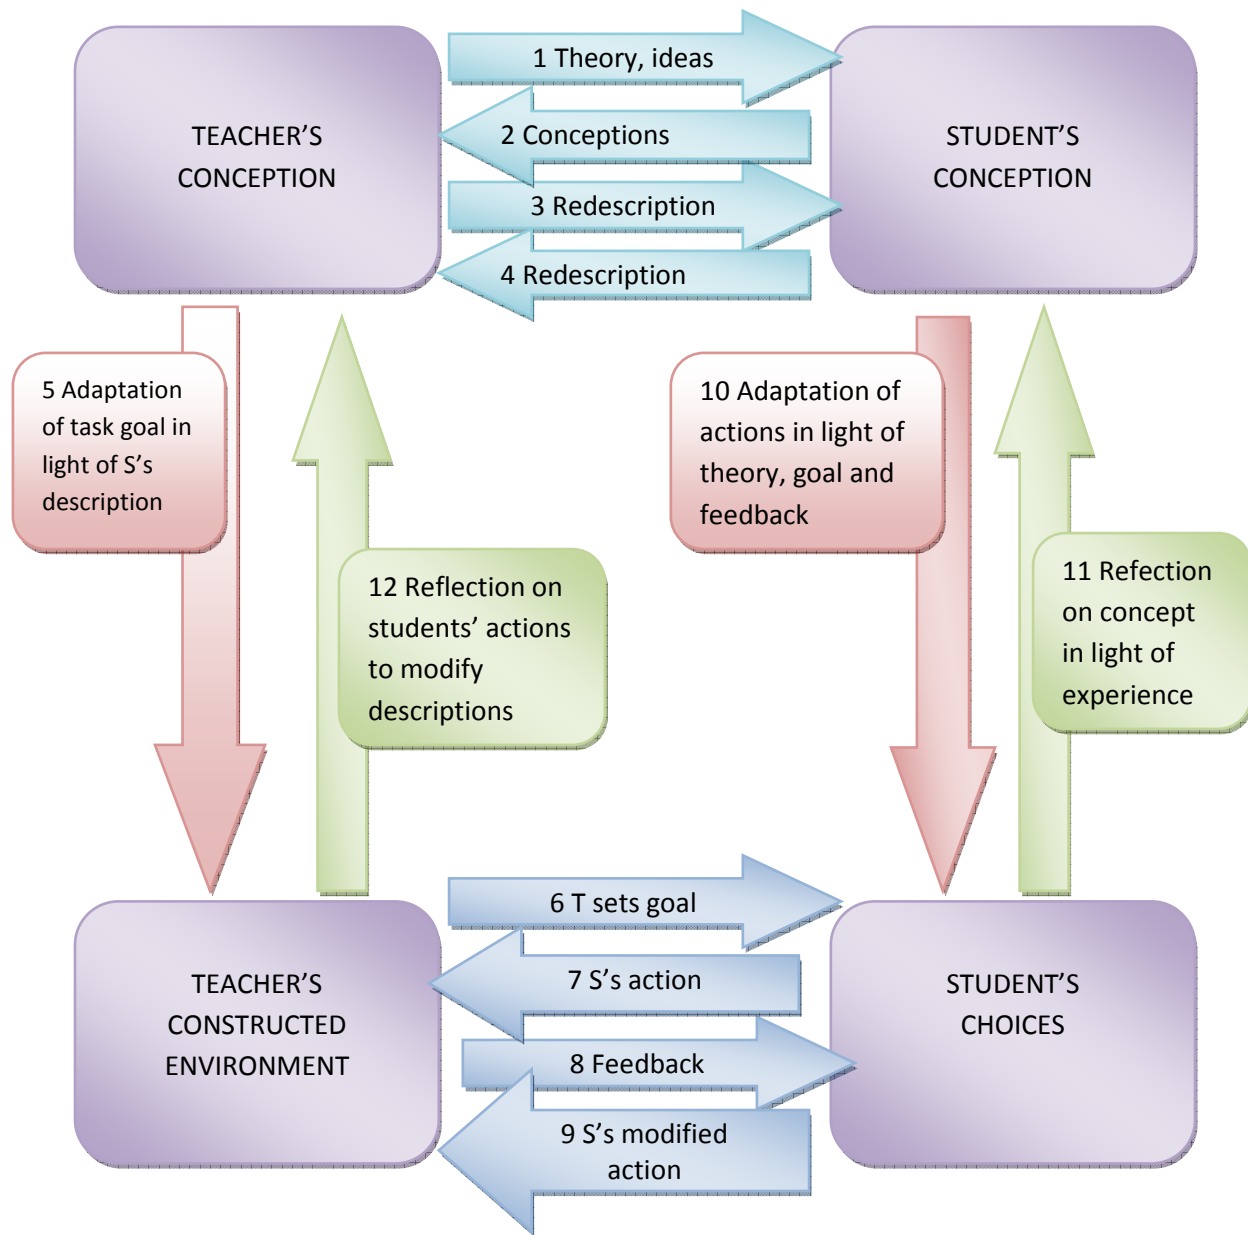 TEACHER'S
CONCEPTION
1 Theory, ideas
2 Conceptions
3 Redescription
4 Redescription
STUDENT'S
CONCEPTION
5 Adaptation
of task goal in
light of S's
description
12 Reflection on
students' actions
to modify
descriptions
10 Adaptation of
actions in light of
theory, goal and
feedback
11 Refection
on concept
in light of
experience
TEACHER'S
CONSTRUCTED
ENVIRONMENT
6 T sets goal
7 S's action
8 Feedback
9 S's modified
action
STUDENT'S
CHOICES